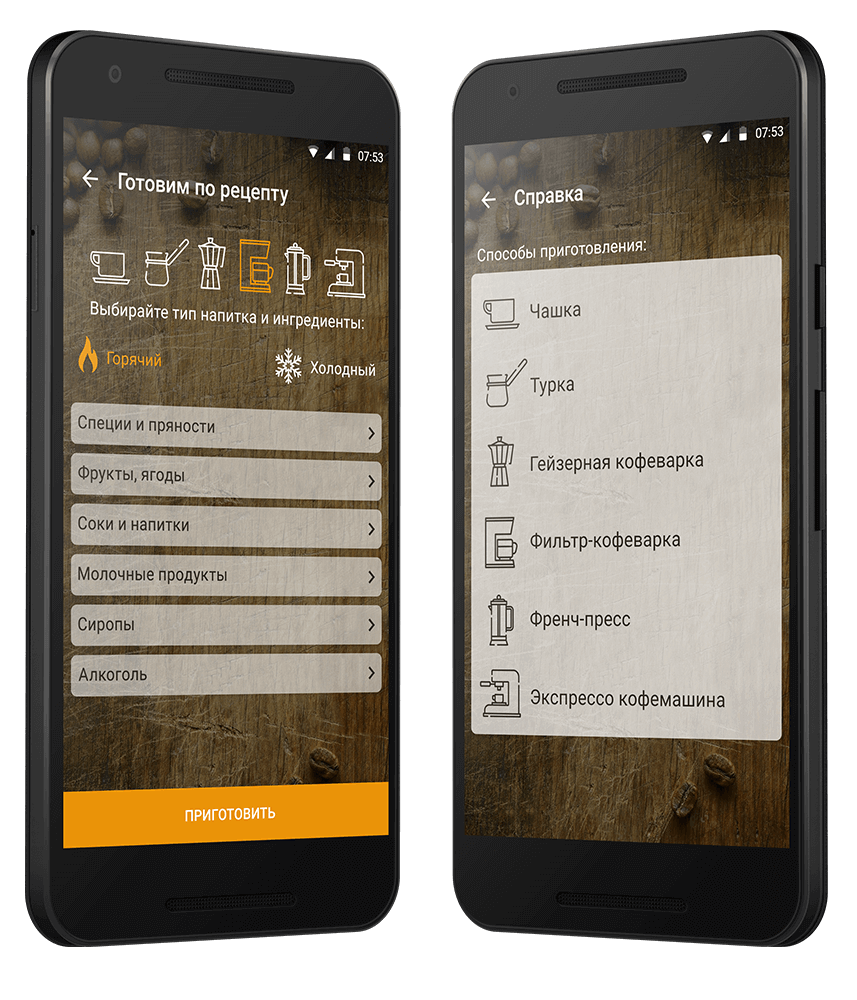 07:53
Готовим по рецепту
Выбирайте тип напитка и ингредиенты:
Горячий
Холодный
Специи и пряности
Фрукты, ягоды
Соки и напитки
Молочные продукты
Сиропы
Алкоголь
ПРИГОТОВИТЬ
07:53
Справка
Способы приготовления:
Чашка
Турка
Гейзерная кофеварка
Фильтр-кофеварка
Френч-пресс
Экспрессо кофемашина